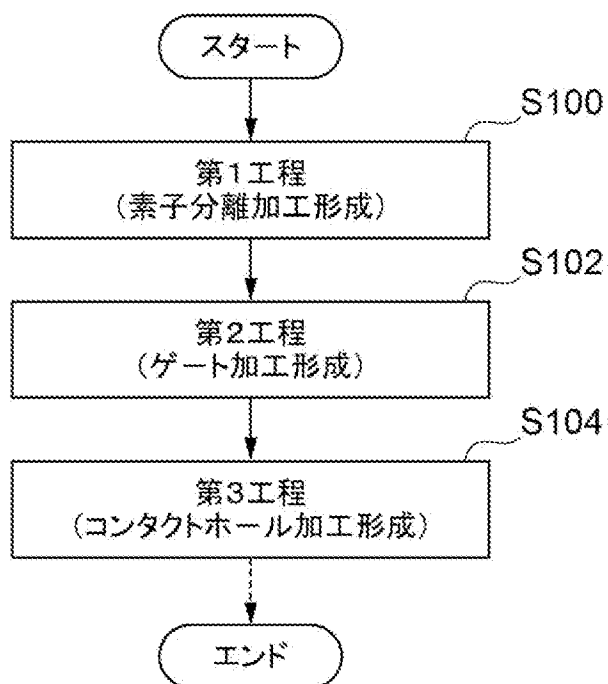 スタート
S100
第1工程
（素子分離加工形成）
S102
第2工程
（ゲート加工形成）
S104
第3工程
（コンタクトホール加工形成）
エンド